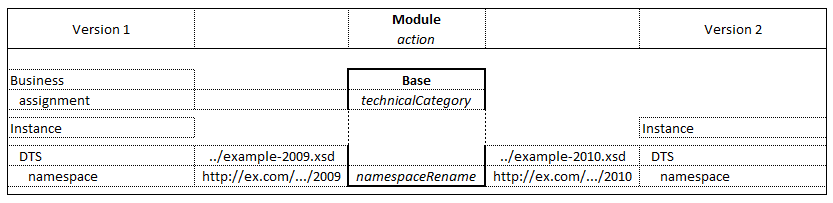 Version 1 Module action Version 2
Business Base
assignment technicalCategory
Instance Instance
DTS ../example-2009.xsd ../example-2010.xsd DTS
namespace http://ex.com/.../2009 namespaceRename http://ex.com/.../2010 namespace